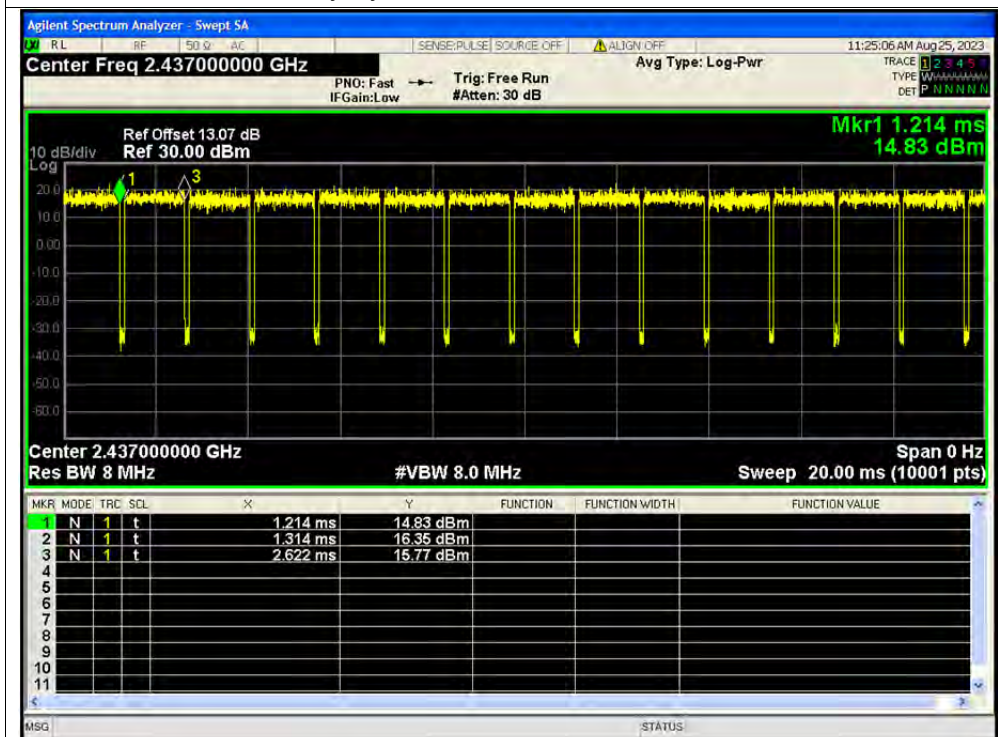 Agilent Spectrum Analyzer - Swept SA
RL RF 50 Ω AC SENSE:PULSE SOURCE OFF ALIGN OFF 11:25:06 AM Aug 25, 2023
Center Freq 2.437000000 GHz Avg Type: Log-Pwr TRACE 1 2 3 4 5 6
PNO: Fast Trig: Free Run TYPE
IFGain:Low #Atten: 30 dB DET P N N N N N
Mkr1 1.214 ms
Ref Offset 13.07 dB
10 dB/div Ref 30.00 dBm 14.83 dBm
Log
1 3
20.0
10.0
0.00
-10.0
-20.0
-30.0
-40.0
-50.0
-60.0
Center 2.437000000 GHz Span 0 Hz
Res BW 8 MHz #VBW 8.0 MHz Sweep 20.00 ms (10001 pts)
MKR MODE TRC SCL X Y FUNCTION FUNCTION WIDTH FUNCTION VALUE
1 N 1 t 1.214 ms 14.83 dBm
2 N 1 t 1.314 ms 16.35 dBm
3 N 1 t 2.622 ms 15.77 dBm
4
5
6
7
8
9
10
11
MSG STATUS